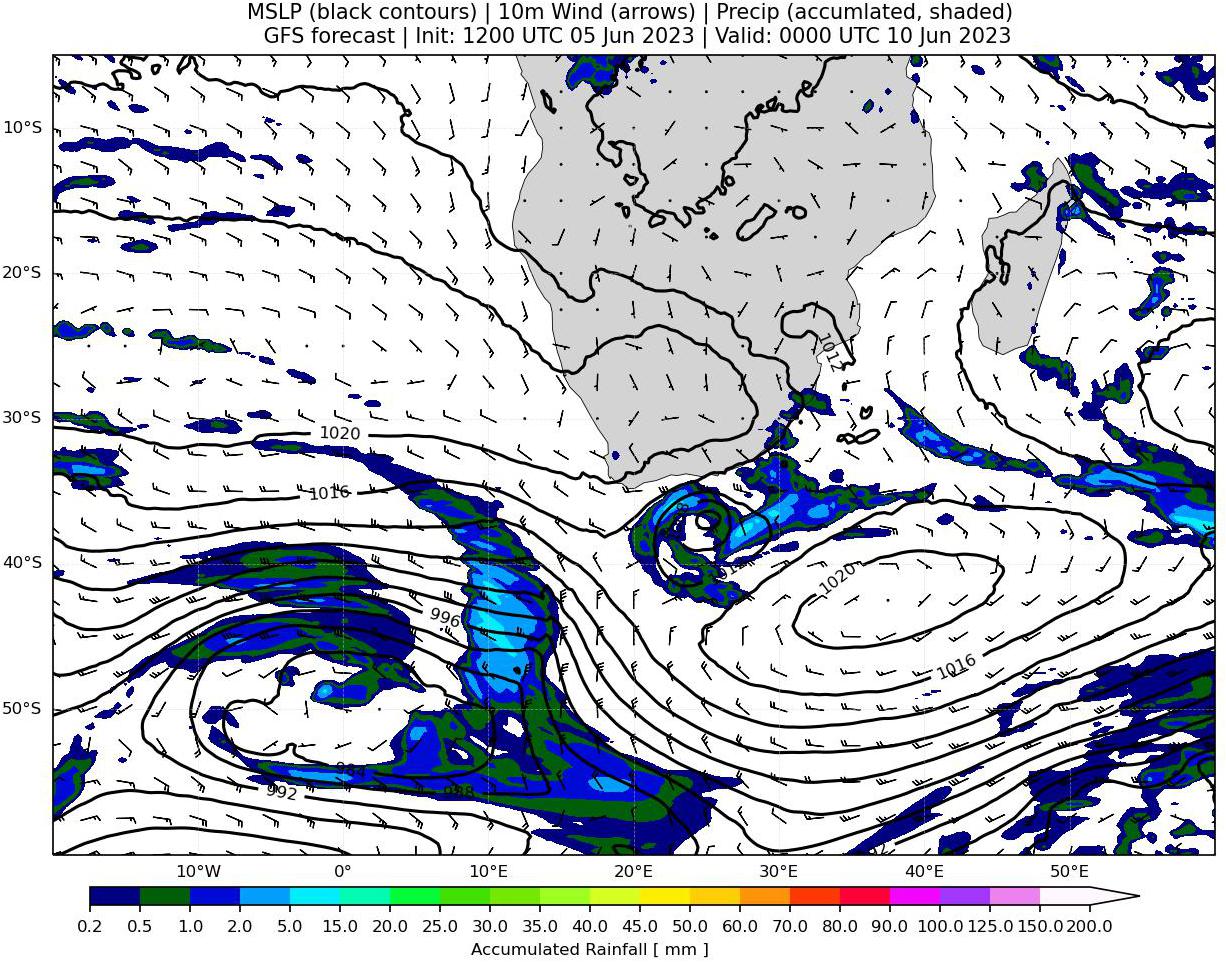 MSLP (black contours) | 10m Wind (arrows) | Precip (accumlated, shaded)
GFS forecast | Init: 1200 UTC 05 Jun 2023 | Valid: 0000 UTC 10 Jun 2023
10°S
20°S
1012
30°S
1020
1016
40°S
1020
996
1016
50°S
984
988
992
10°W 0° 10°E 20°E 30°E 40°E 50°E
0.2 0.5 1.0 2.0 5.0 10.0 15.0 20.0 25.0 30.0 35.0 40.0 45.0 50.0 60.0 70.0 80.0 90.0 100.0 125.0 150.0 200.0
Accumulated Rainfall [ mm ]